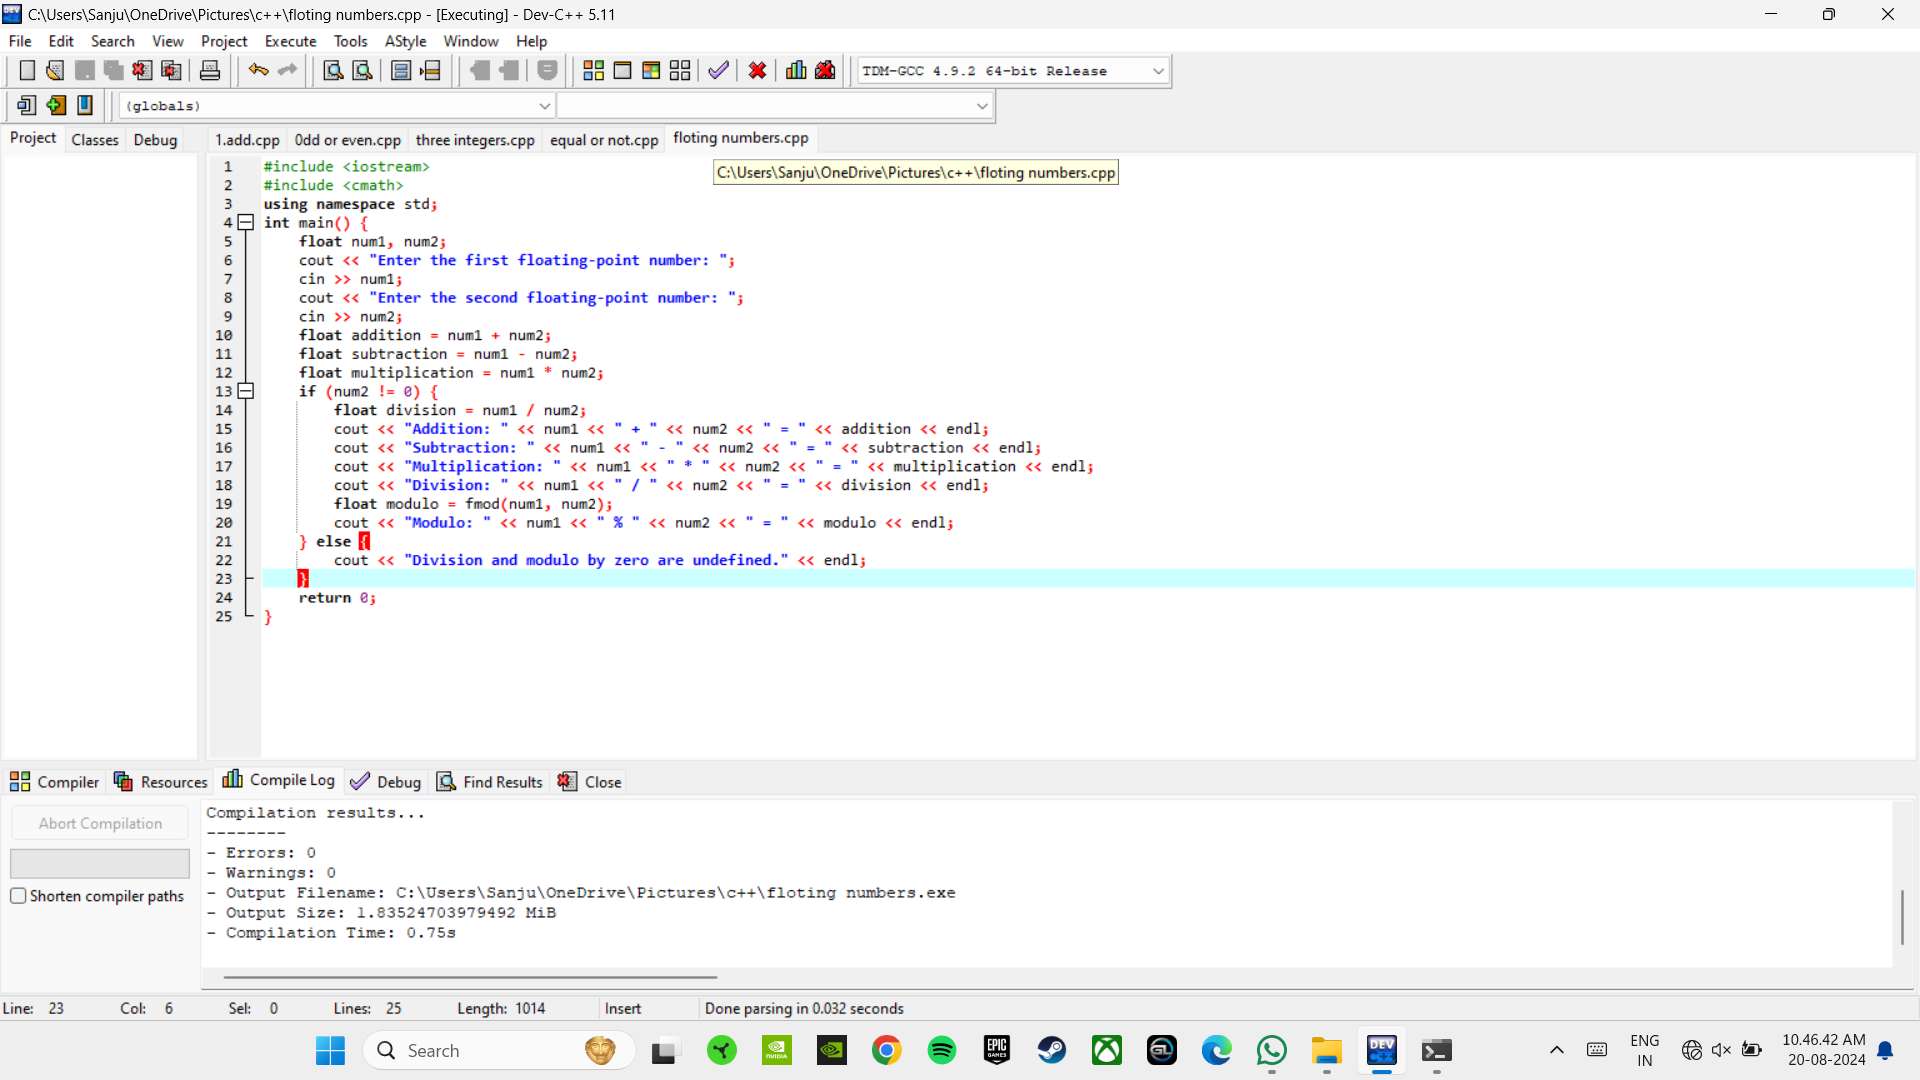 C:\Users\Sanju\OneDrive\Pictures\c++\floting numbers.cpp - [Executing] - Dev-C++ 5.11
File Edit Search View Project Execute Tools AStyle Window Help
TDM-GCC 4.9.2 64-bit Release
(globals)
Project Classes Debug 1.add.cpp 0dd or even.cpp three integers.cpp equal or not.cpp floting numbers.cpp
C:\Users\Sanju\OneDrive\Pictures\c++\floting numbers.cpp
1 #include <iostream>
2 #include <cmath>
3 using namespace std;
4 int main() {
5 float num1, num2;
6 cout << "Enter the first floating-point number: ";
7 cin >> num1;
8 cout << "Enter the second floating-point number: ";
9 cin >> num2;
10 float addition = num1 + num2;
11 float subtraction = num1 - num2;
12 float multiplication = num1 * num2;
13 if (num2 != 0) {
14 float division = num1 / num2;
15 cout << "Addition: " << num1 << " + " << num2 << " = " << addition << endl;
16 cout << "Subtraction: " << num1 << " - " << num2 << " = " << subtraction << endl;
17 cout << "Multiplication: " << num1 << " * " << num2 << " = " << multiplication << endl;
18 cout << "Division: " << num1 << " / " << num2 << " = " << division << endl;
19 float modulo = fmod(num1, num2);
20 cout << "Modulo: " << num1 << " % " << num2 << " = " << modulo << endl;
21 } else {
22 cout << "Division and modulo by zero are undefined." << endl;
23 }
24 return 0;
25 }
Compiler Resources Compile Log Debug Find Results Close
Abort Compilation
Shorten compiler paths
Compilation results...
--------
- Errors: 0
- Warnings: 0
- Output Filename: C:\Users\Sanju\OneDrive\Pictures\c++\floting numbers.exe
- Output Size: 1.83524703979492 MiB
- Compilation Time: 0.75s
Line: 23 Col: 6 Sel: 0 Lines: 25 Length: 1014 Insert Done parsing in 0.032 seconds
Search
NVIDIA
EPIC GAMES
GL
DEV C++
ENG
IN
10.46.42 AM
20-08-2024